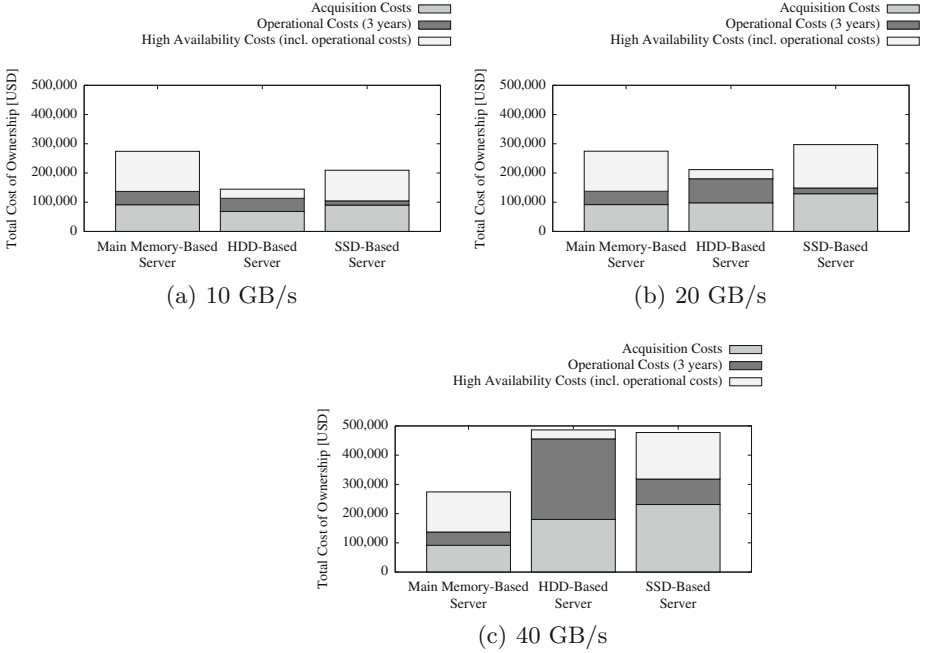 Acquisition Costs
Operational Costs (3 years)
High Availability Costs (incl. operational costs)
Total Cost of Ownership [USD]
500,000
400,000
300,000
200,000
100,000
0
Main Memory-Based Server
HDD-Based Server
SSD-Based Server
(a) 10 GB/s
Acquisition Costs
Operational Costs (3 years)
High Availability Costs (incl. operational costs)
Total Cost of Ownership [USD]
500,000
400,000
300,000
200,000
100,000
0
Main Memory-Based Server
HDD-Based Server
SSD-Based Server
(b) 20 GB/s
Acquisition Costs
Operational Costs (3 years)
High Availability Costs (incl. operational costs)
Total Cost of Ownership [USD]
500,000
400,000
300,000
200,000
100,000
0
Main Memory-Based Server
HDD-Based Server
SSD-Based Server
(c) 40 GB/s